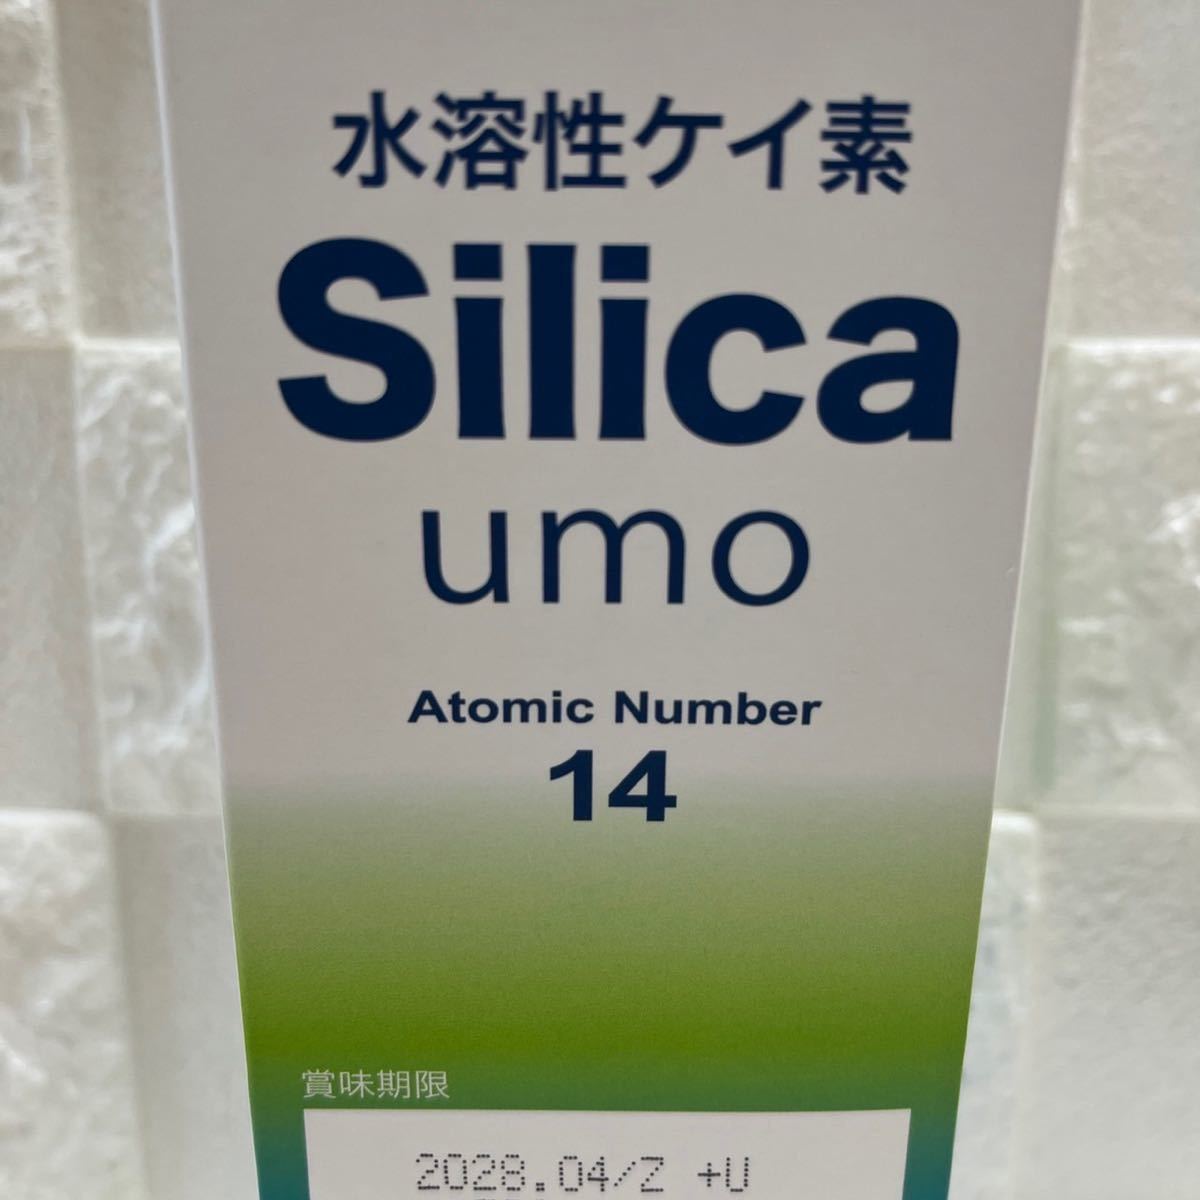 水溶性ケイ素
Silica
umo
Atomic Number
14
賞味期限
2028.04/Z +U